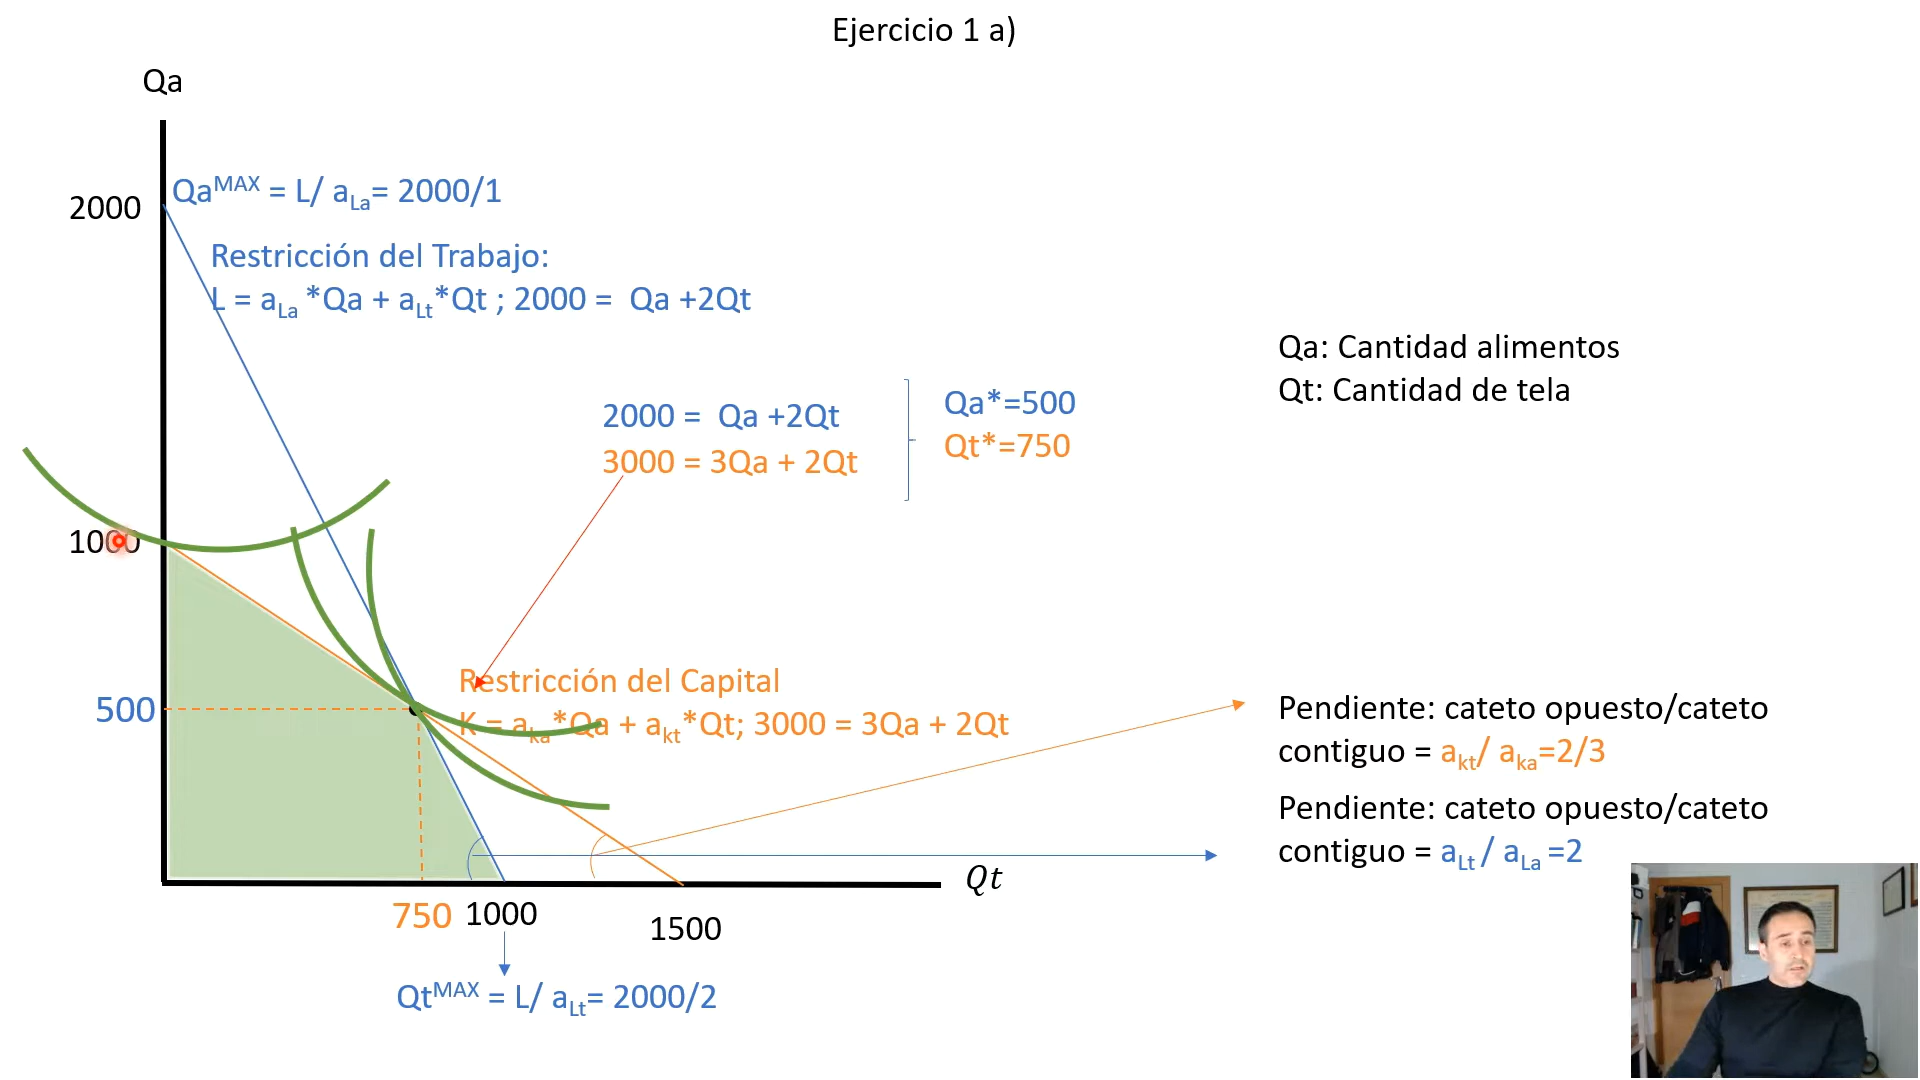 Ejercicio 1 a)
Qa
2000
Qaᴹᴬˣ = L/ aLa= 2000/1
Restricción del Trabajo:
L = aLa *Qa + aLt*Qt ; 2000 = Qa +2Qt
Qa: Cantidad alimentos
Qt: Cantidad de tela
2000 = Qa +2Qt
3000 = 3Qa + 2Qt
Qa*=500
Qt*=750
1000
Restricción del Capital
K = aka*Qa + akt*Qt; 3000 = 3Qa + 2Qt
500
Pendiente: cateto opuesto/cateto
contiguo = akt/ aka=2/3
Pendiente: cateto opuesto/cateto
contiguo = aLt / aLa =2
Qt
750
1000
1500
Qtᴹᴬˣ = L/ aLt= 2000/2